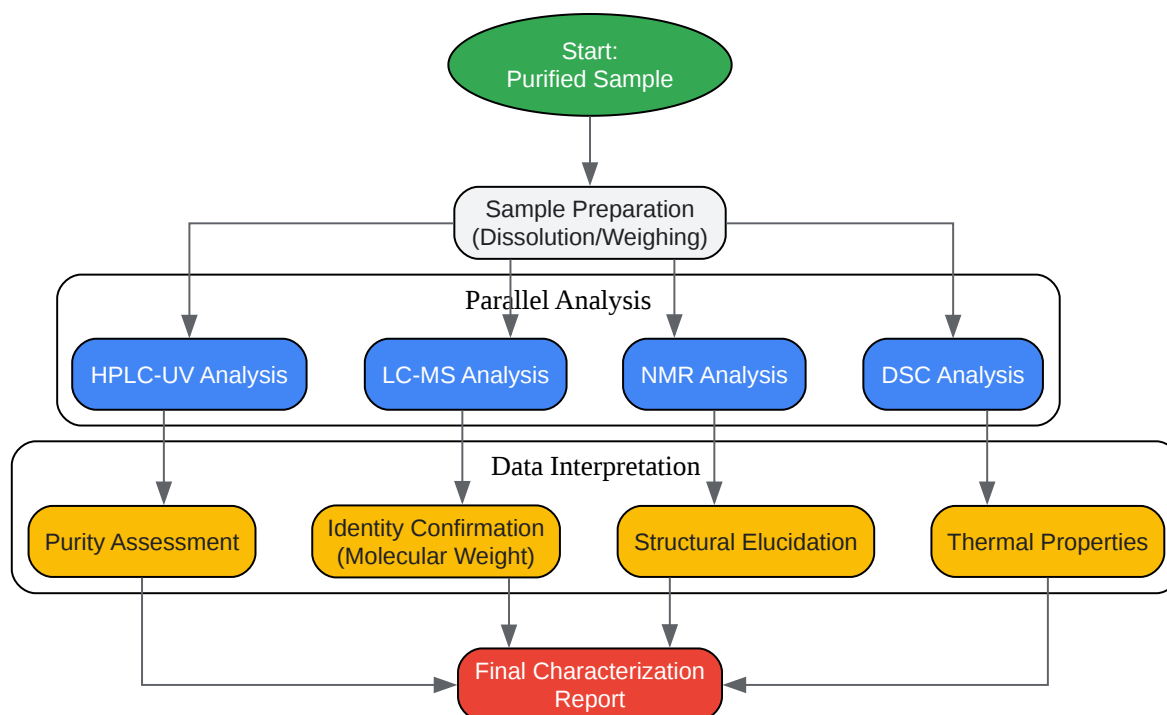 Start:
Purified Sample
Sample Preparation
(Dissolution/Weighing)
Parallel Analysis
HPLC-UV Analysis
LC-MS Analysis
NMR Analysis
DSC Analysis
Data Interpretation
Purity Assessment
Identity Confirmation
(Molecular Weight)
Structural Elucidation
Thermal Properties
Final Characterization
Report